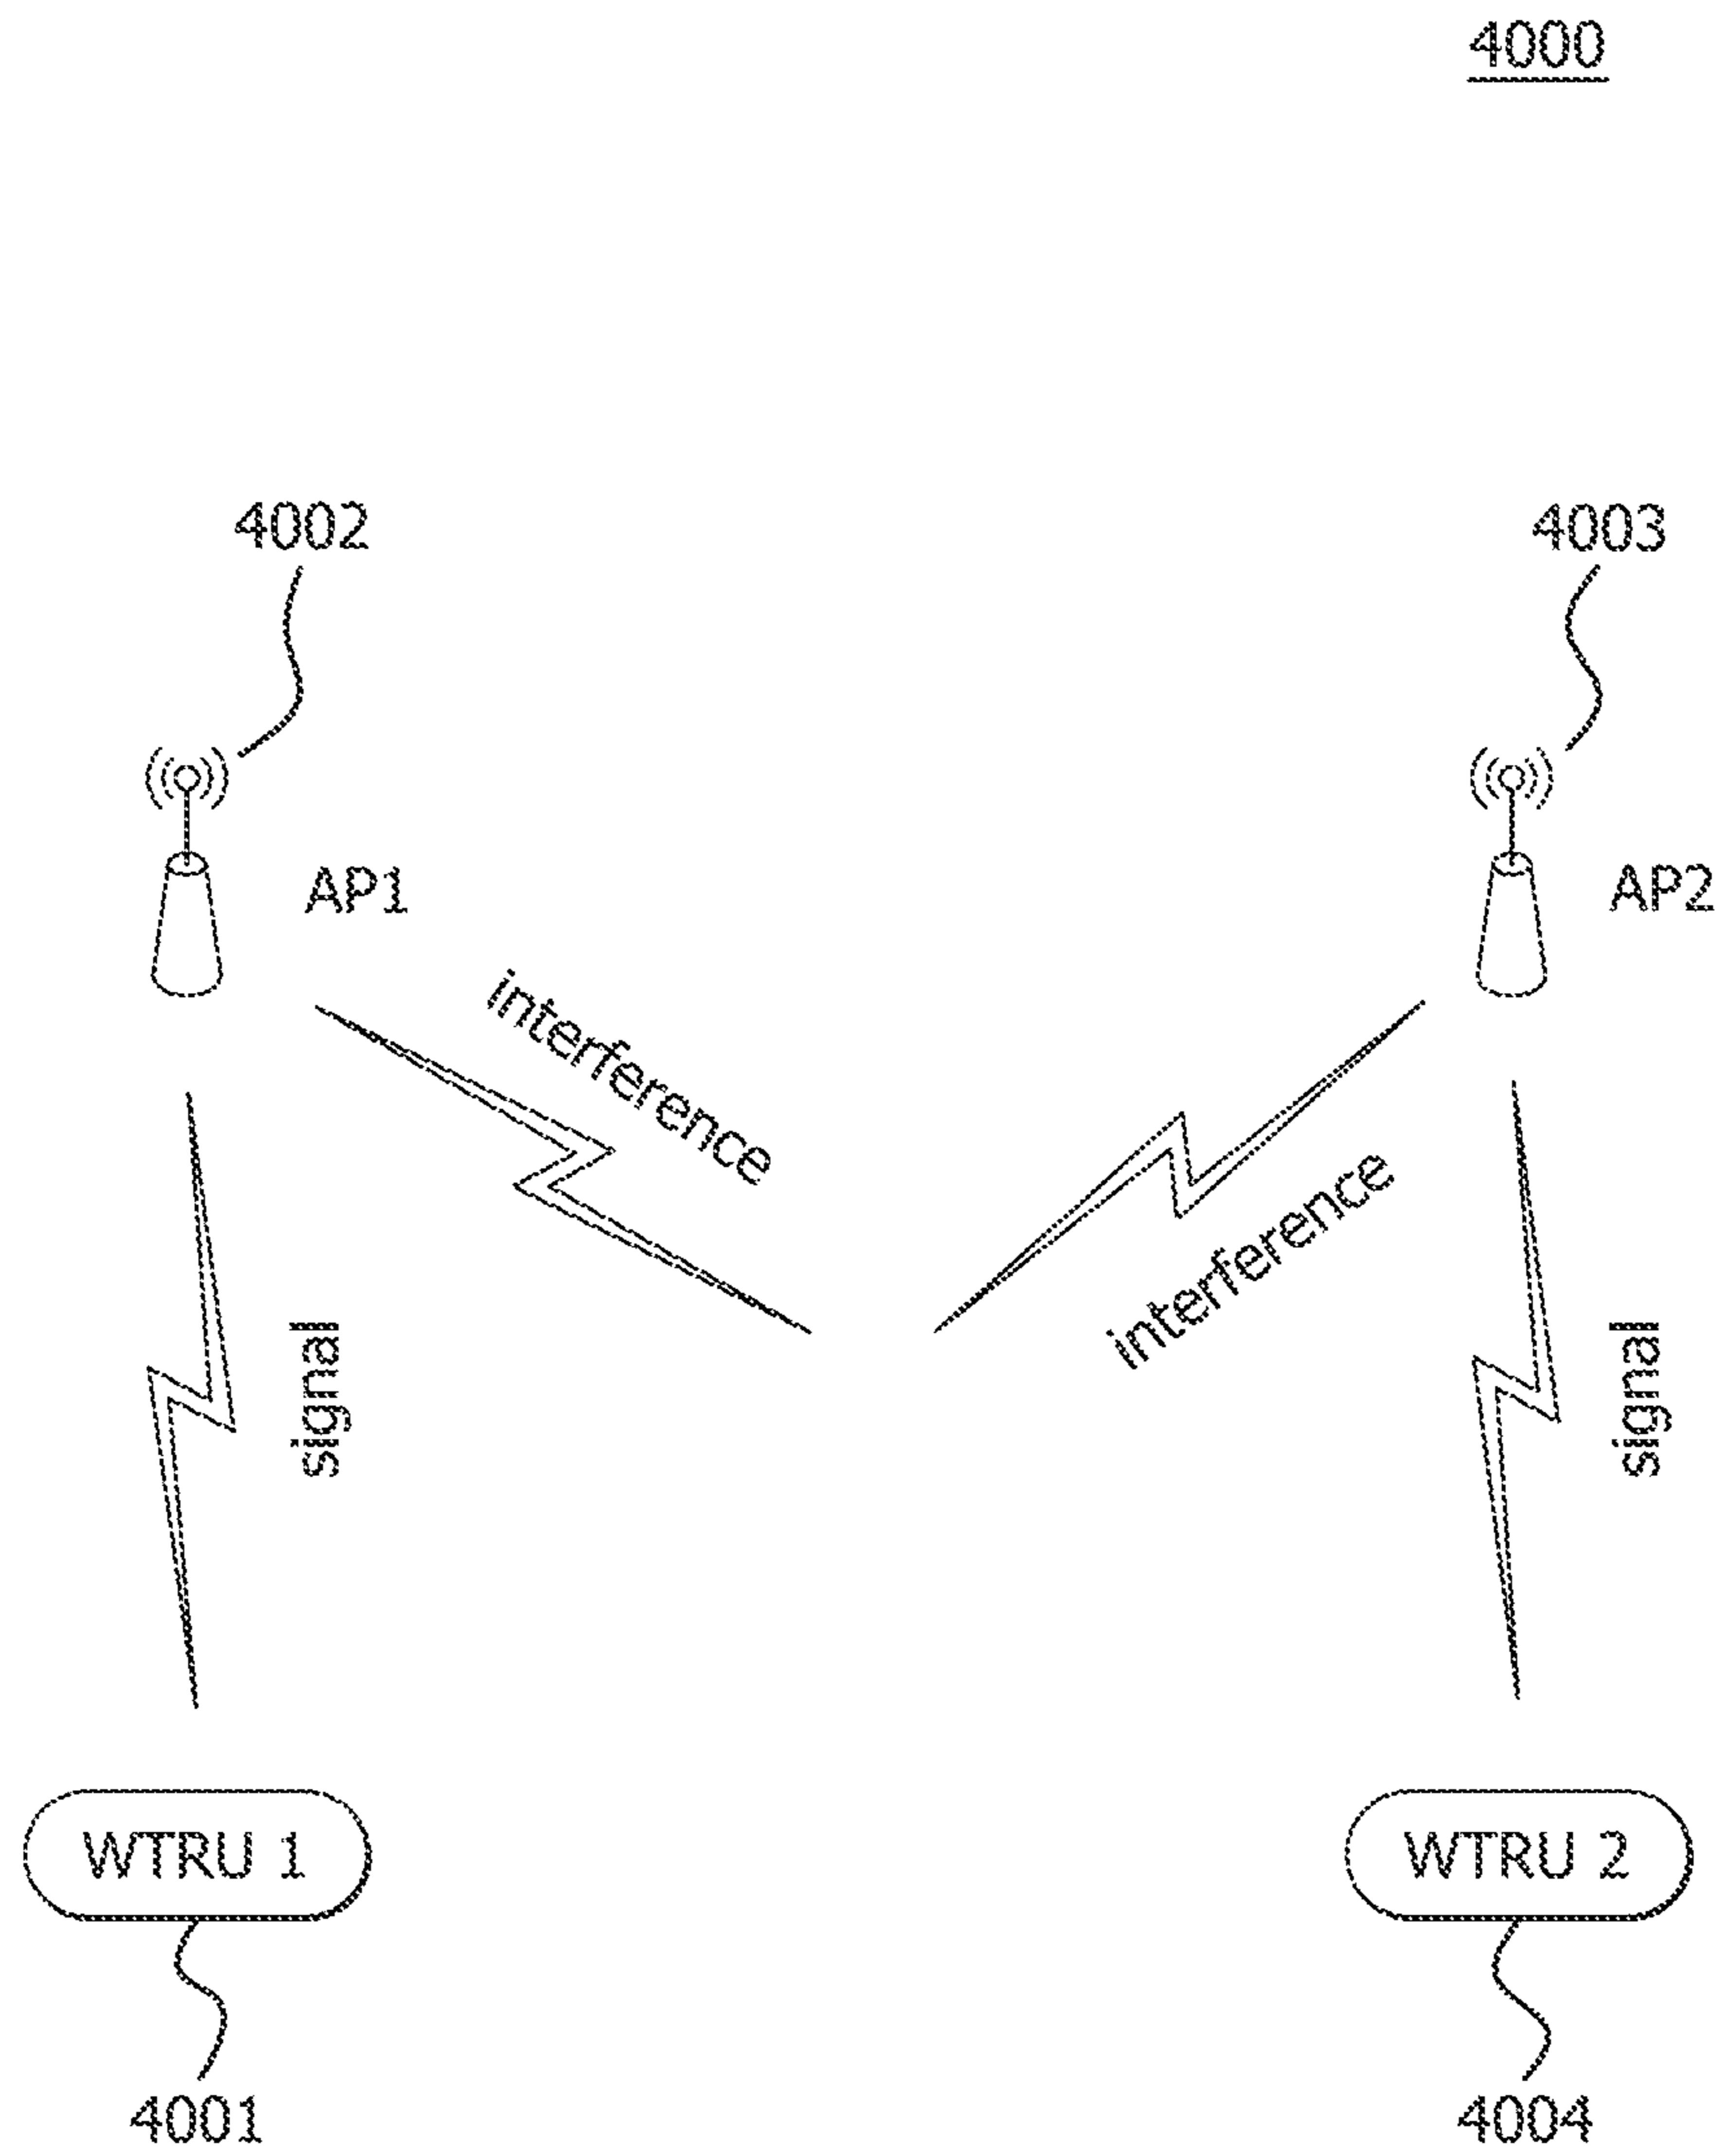 4000
4002
4003
AP1
AP2
interference
interference
signal
signal
WTRU 1
WTRU 2
4001
4004